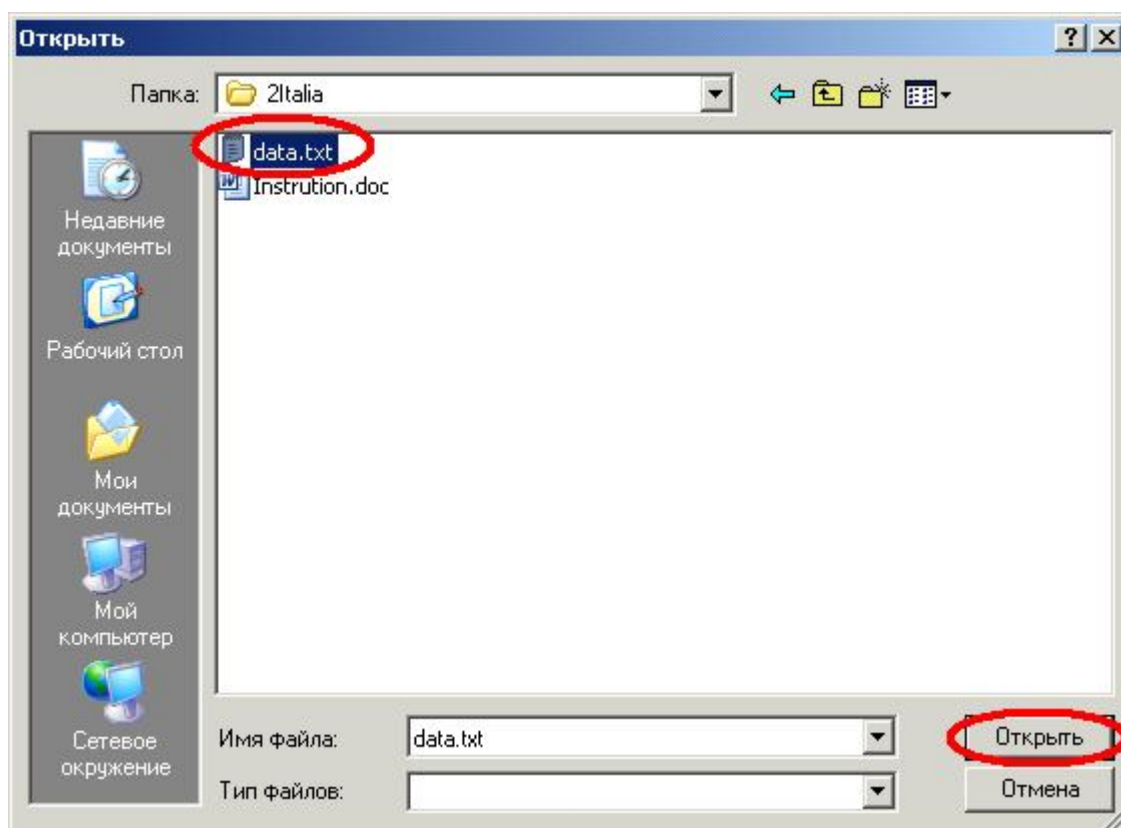 Открыть
Папка: 2Italia
data.txt
Instrution.doc
Недавние
документы
Рабочий стол
Мои
документы
Мой
компьютер
Сетевое
окружение
Имя файла: data.txt Открыть
Тип файлов: Отмена